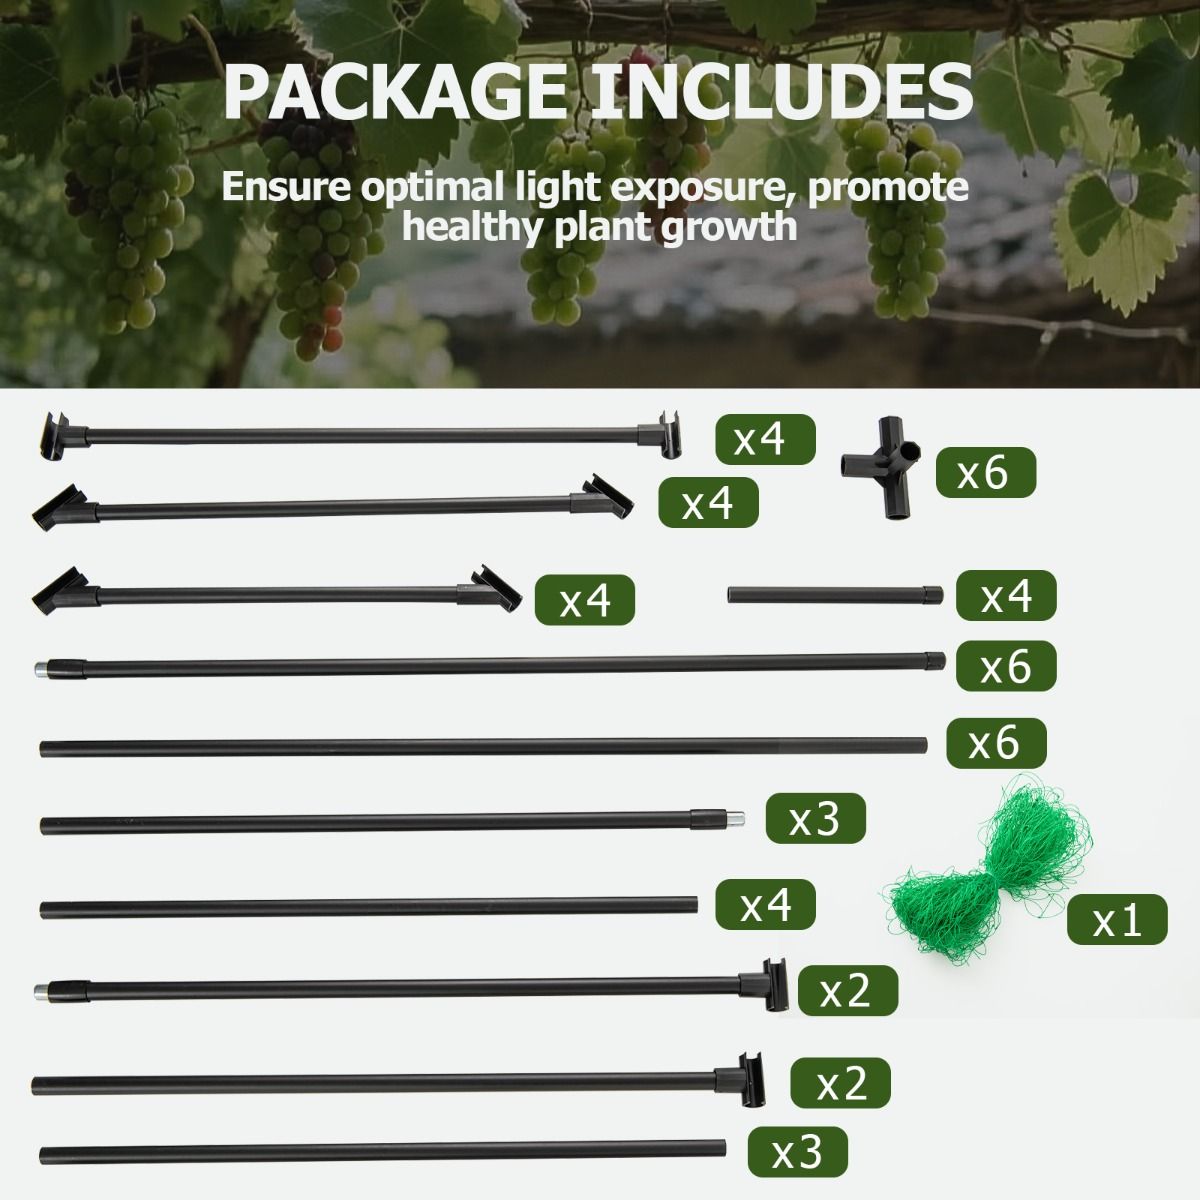 PACKAGE INCLUDES
Ensure optimal light exposure, promote
healthy plant growth
x4
x6
x4
x4
x4
x6
x6
x3
x4
x1
x2
x2
x3